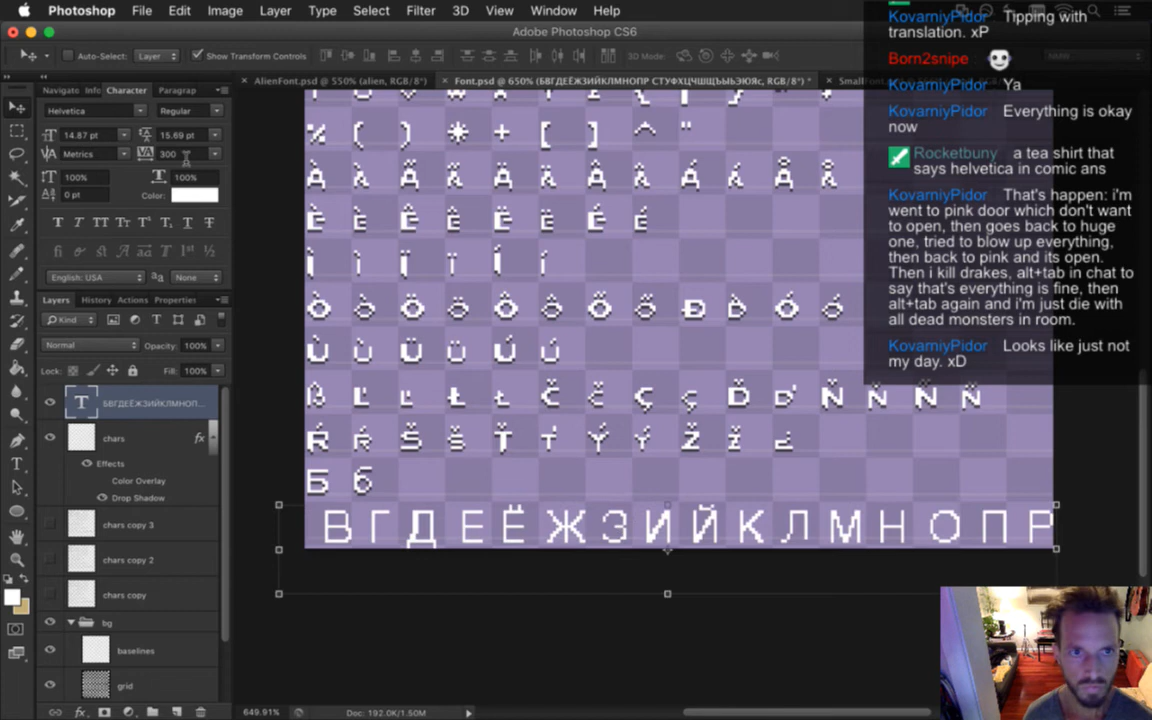 Photoshop File Edit Image Layer Type Select Filter 3D View Window Help
Adobe Photoshop CS6
Auto-Select: Layer Show Transform Controls 3D Mode:
AlienFont.psd @ 550% (alien, RGB/8*)
Font.psd @ 650% (БВГДЕЁЖЗИЙКЛМНОПР СТУФХЦЧШЩЪЫЬЭЮЯc, RGB/8*) *
Navigato Info Character Paragrap
Helvetica Regular
14.87 pt 15.69 pt
Metrics 300
100% 100%
0 pt Color:
English: USA None
Layers History Actions Properties
Kind
Normal Opacity: 100%
Lock: Fill: 100%
БВГДЕЁЖЗИЙКЛМНОП...
chars fx
Effects
Color Overlay
Drop Shadow
chars copy 3
chars copy 2
chars copy
bg
baselines
grid
% ( ) * + [ ] ^ "
È è Ê ê Ë ë É é
Ù ù Ü ü Ú ú
Б б
В Г Д Е Ё Ж З И Й К Л М Н О П Р
649.91% Doc: 192.0K/1.50M
KovarniyPidor Tipping with
translation. xP
Born2snipe
KovarniyPidor Ya
KovarniyPidor Everything is okay
now
Rocketbuny a tea shirt that
says helvetica in comic ans
KovarniyPidor That's happen: i'm
went to pink door which don't want
to open, then goes back to huge
one, tried to blow up everything,
then back to pink and its open.
Then i kill drakes, alt+tab in chat to
say that's everything is fine, then
alt+tab again and i'm just die with
all dead monsters in room.
KovarniyPidor Looks like just not
my day. xD